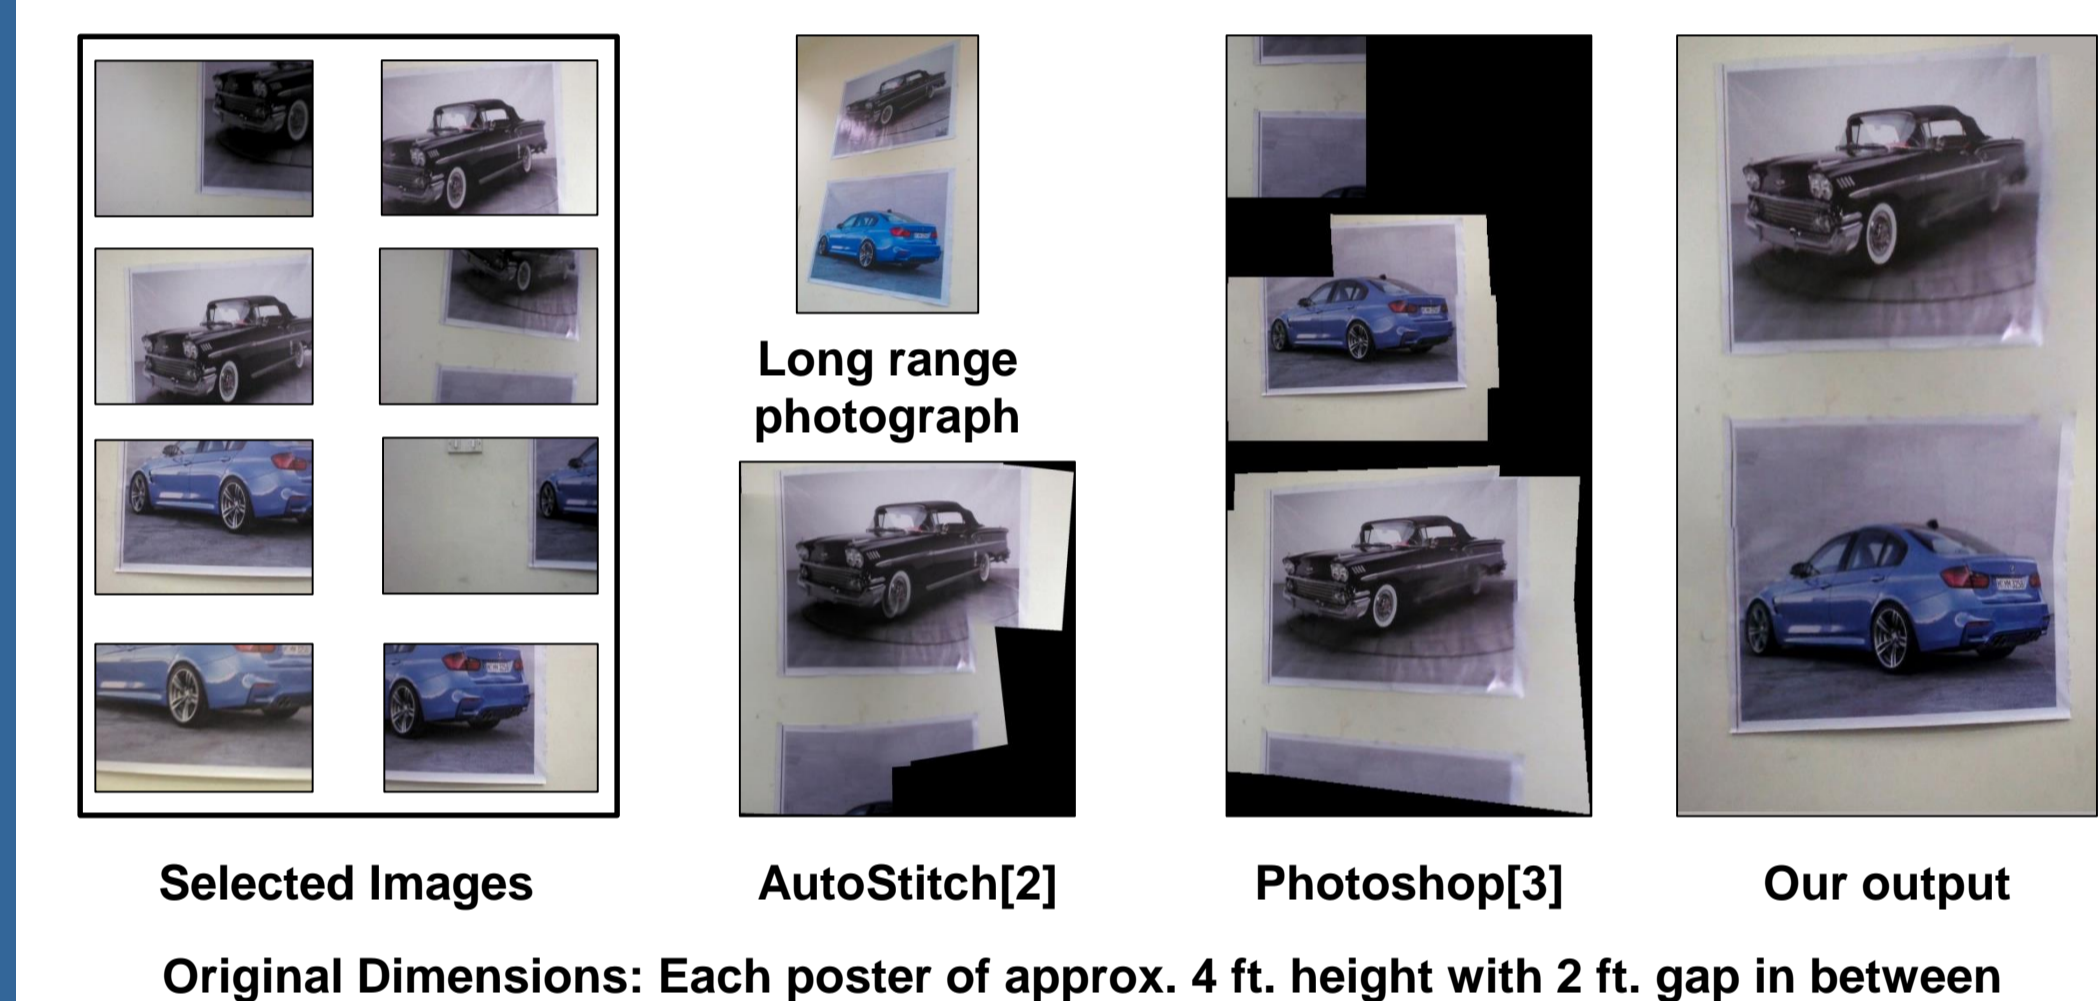 Long range
photograph
Selected Images
AutoStitch[2]
Photoshop[3]
Our output
Original Dimensions: Each poster of approx. 4 ft. height with 2 ft. gap in between